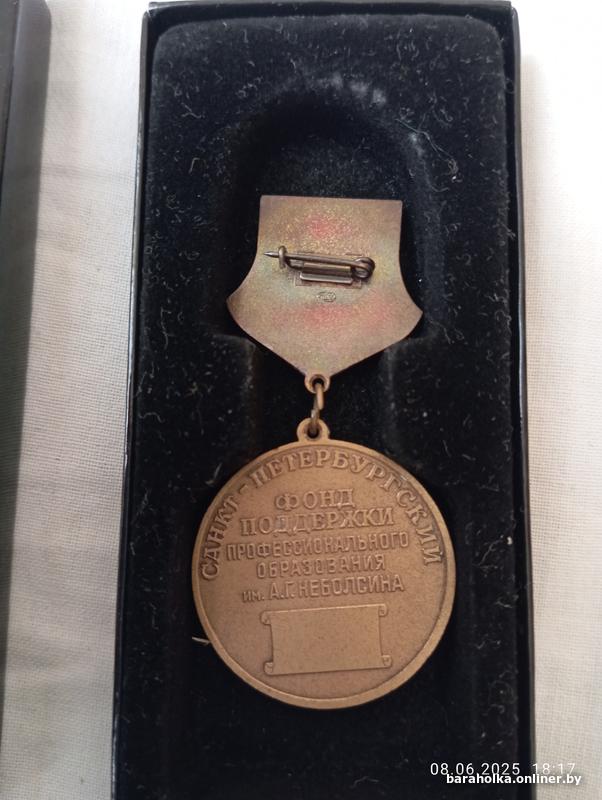 САНКТ-ПЕТЕРБУРГСКИЙ
ФОНД
ПОДДЕРЖКИ
ПРОФЕССИОНАЛЬНОГО
ОБРАЗОВАНИЯ
ИМ. А.Г. НЕБОЛСИНА
08.06.2025 18:17
baraholka.onliner.by